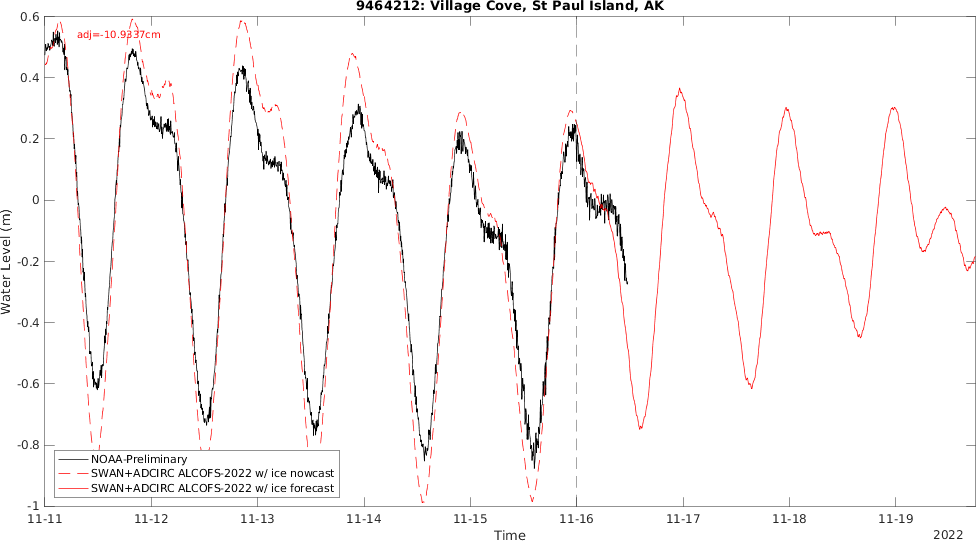 9464212: Village Cove, St Paul Island, AK
adj=-10.9337cm
0.6
0.4
0.2
0
-0.2
-0.4
-0.6
-0.8
-1
Water Level (m)
NOAA-Preliminary
SWAN+ADCIRC ALCOFS-2022 w/ ice nowcast
SWAN+ADCIRC ALCOFS-2022 w/ ice forecast
11-11 11-12 11-13 11-14 11-15 11-16 11-17 11-18 11-19
Time
2022